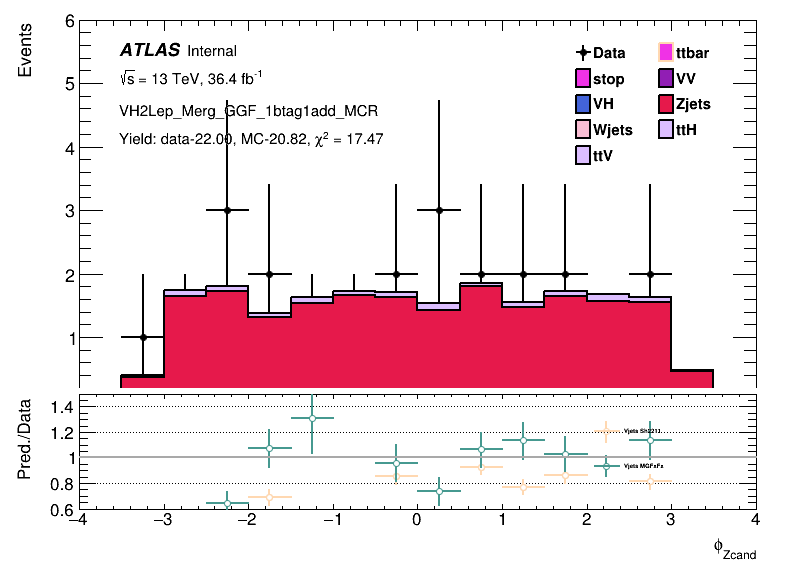 Events
6
5
4
3
2
1
ATLAS Internal
√s = 13 TeV, 36.4 fb⁻¹
VH2Lep_Merg_GGF_1btag1add_MCR
Yield: data-22.00, MC-20.82, χ² = 17.47
Data
ttbar
stop
VV
VH
Zjets
Wjets
ttH
ttV
Pred./Data
1.4
1.2
1
0.8
0.6
Vjets Sh2211
Vjets MGFxFx
−4 −3 −2 −1 0 1 2 3 4
ϕ_Zcand